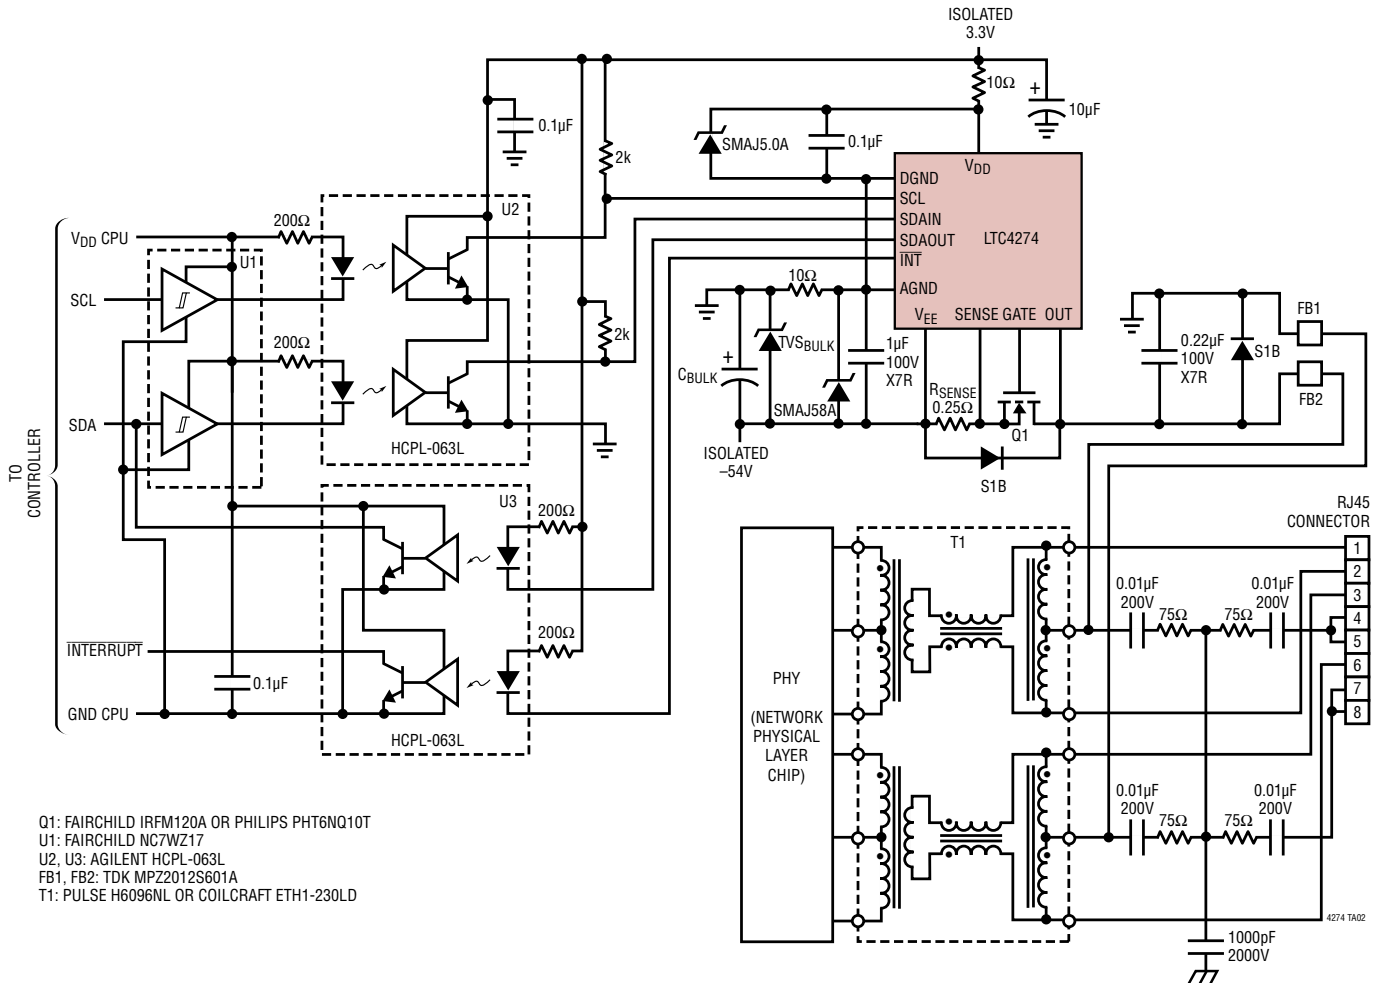 ISOLATED
3.3V
10Ω
+
10µF
0.1µF
2k
SMAJ5.0A
0.1µF
VDD
DGND
SCL
SDAIN
SDAOUT
INT
AGND
LTC4274
VEE
SENSE
GATE
OUT
U2
200Ω
VDD CPU
U1
SCL
200Ω
SDA
2k
HCPL-063L
TO
CONTROLLER
10Ω
+
CBULK
TVSBULK
SMAJ58A
1µF
100V
X7R
RSENSE
0.25Ω
Q1
S1B
ISOLATED
–54V
0.22µF
100V
X7R
S1B
FB1
FB2
U3
200Ω
200Ω
INTERRUPT
0.1µF
GND CPU
HCPL-063L
PHY
(NETWORK
PHYSICAL
LAYER
CHIP)
T1
RJ45
CONNECTOR
1
2
3
4
5
6
7
8
0.01µF
200V
75Ω
75Ω
0.01µF
200V
0.01µF
200V
75Ω
75Ω
0.01µF
200V
1000pF
2000V
4274 TA02
Q1: FAIRCHILD IRFM120A OR PHILIPS PHT6NQ10T
U1: FAIRCHILD NC7WZ17
U2, U3: AGILENT HCPL-063L
FB1, FB2: TDK MPZ2012S601A
T1: PULSE H6096NL OR COILCRAFT ETH1-230LD